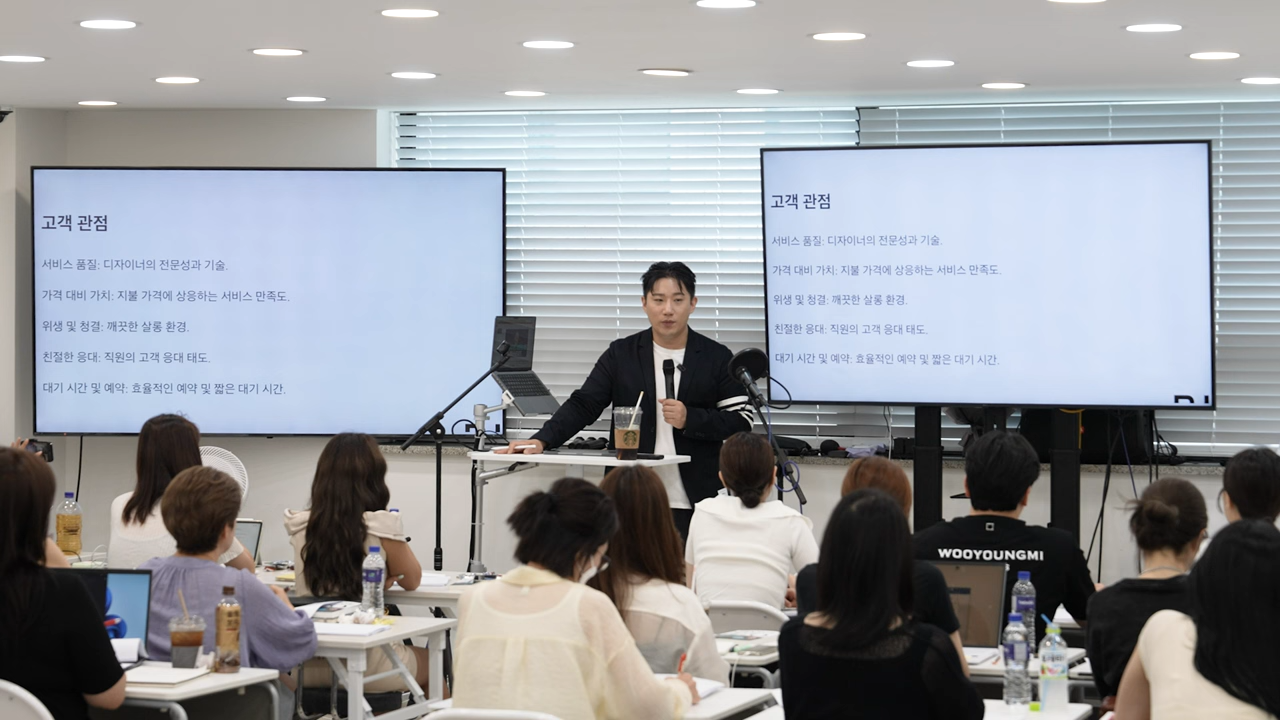 고객 관점
서비스 품질: 디자이너의 전문성과 기술.
가격 대비 가치: 지불 가격에 상응하는 서비스 만족도.
위생 및 청결: 깨끗한 살롱 환경.
친절한 응대: 직원의 고객 응대 태도.
대기 시간 및 예약: 효율적인 예약 및 짧은 대기 시간.
고객 관점
서비스 품질: 디자이너의 전문성과 기술.
가격 대비 가치: 지불 가격에 상응하는 서비스 만족도.
위생 및 청결: 깨끗한 살롱 환경.
친절한 응대: 직원의 고객 응대 태도.
대기 시간 및 예약: 효율적인 예약 및 짧은 대기 시간.
WOOYOUNGMI